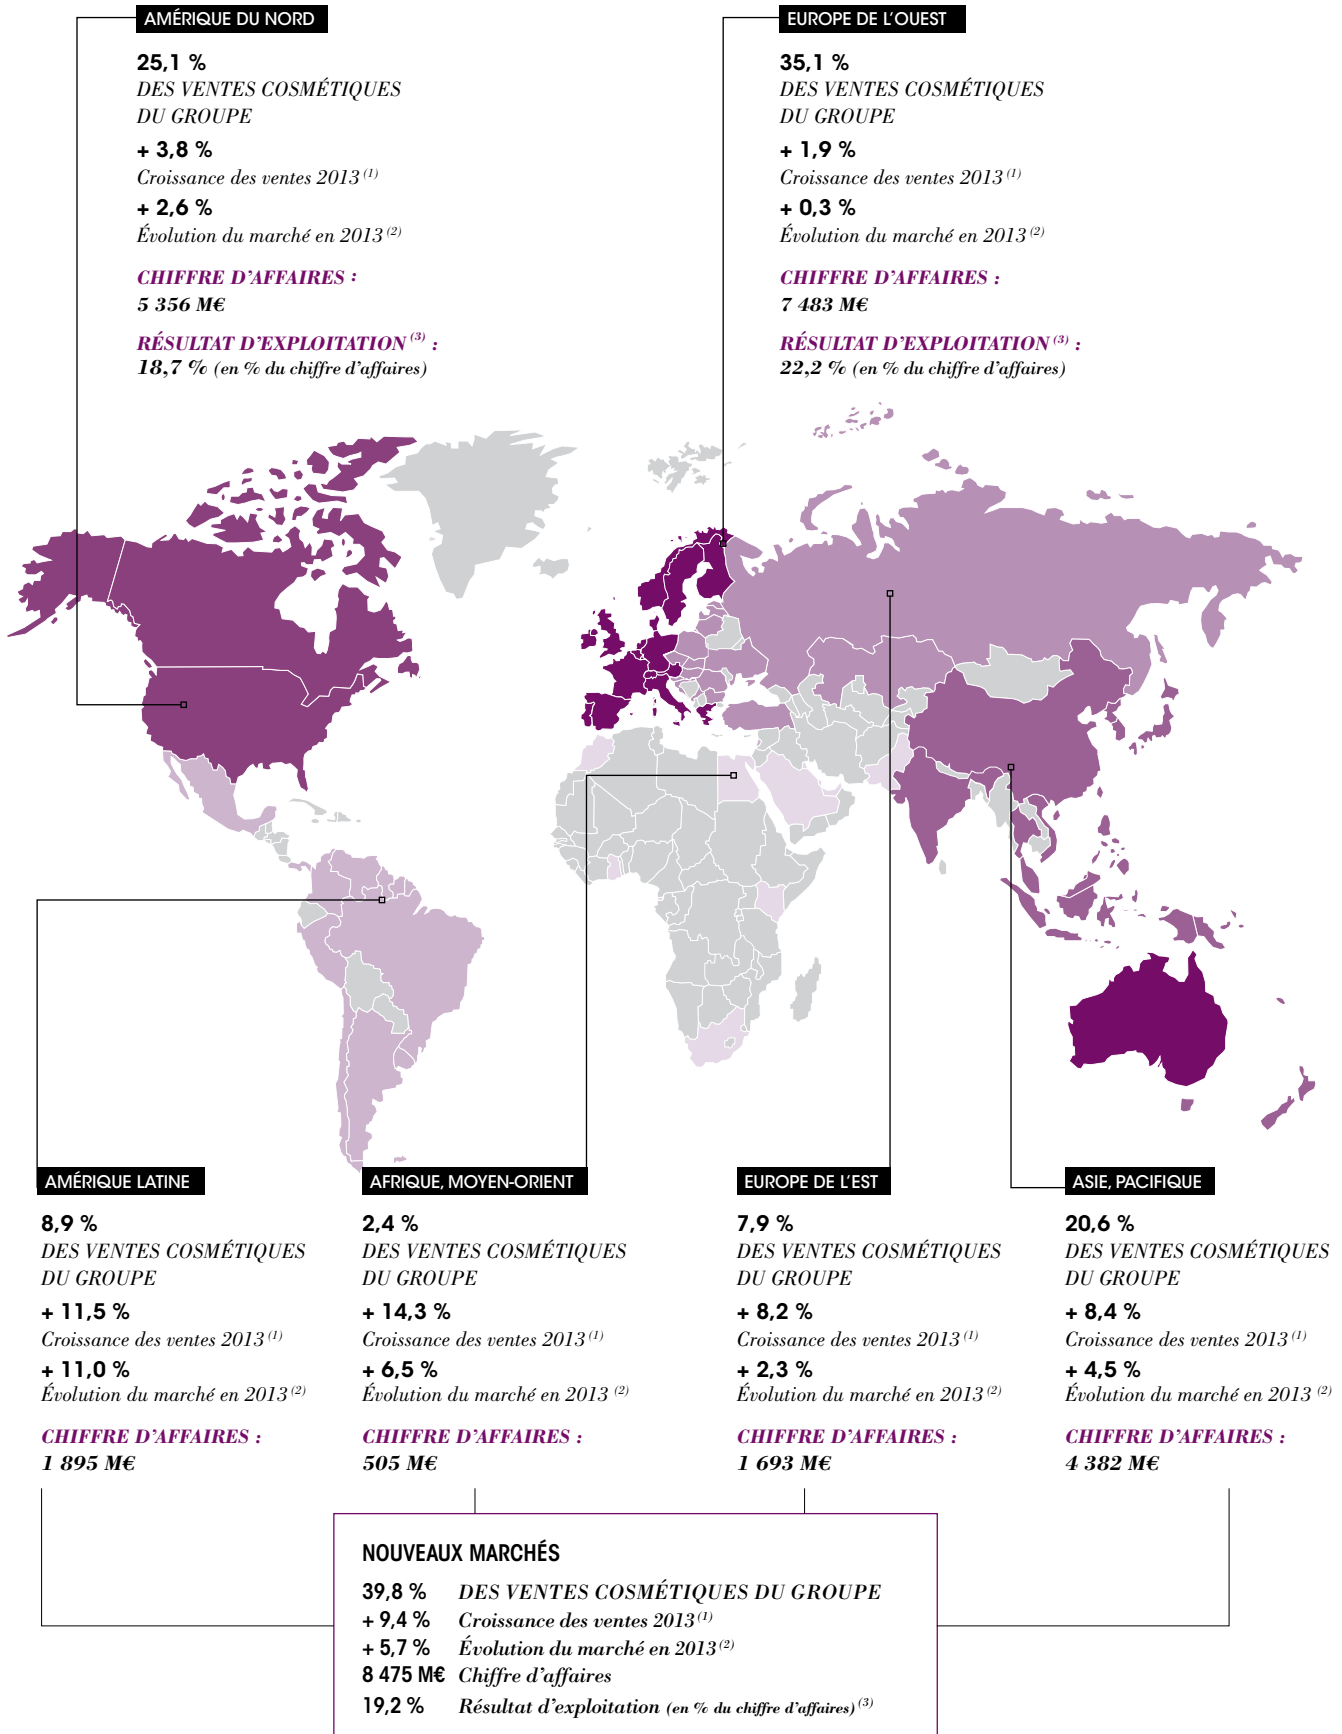 AMÉRIQUE DU NORD
25,1 %
DES VENTES COSMÉTIQUES
DU GROUPE
+ 3,8 %
Croissance des ventes 2013 (1)
+ 2,6 %
Évolution du marché en 2013 (2)
CHIFFRE D'AFFAIRES :
5 356 M€
RÉSULTAT D'EXPLOITATION (3) :
18,7 % (en % du chiffre d'affaires)
EUROPE DE L'OUEST
35,1 %
DES VENTES COSMÉTIQUES
DU GROUPE
+ 1,9 %
Croissance des ventes 2013 (1)
+ 0,3 %
Évolution du marché en 2013 (2)
CHIFFRE D'AFFAIRES :
7 483 M€
RÉSULTAT D'EXPLOITATION (3) :
22,2 % (en % du chiffre d'affaires)
AMÉRIQUE LATINE
8,9 %
DES VENTES COSMÉTIQUES
DU GROUPE
+ 11,5 %
Croissance des ventes 2013 (1)
+ 11,0 %
Évolution du marché en 2013 (2)
CHIFFRE D'AFFAIRES :
1 895 M€
AFRIQUE, MOYEN-ORIENT
2,4 %
DES VENTES COSMÉTIQUES
DU GROUPE
+ 14,3 %
Croissance des ventes 2013 (1)
+ 6,5 %
Évolution du marché en 2013 (2)
CHIFFRE D'AFFAIRES :
505 M€
EUROPE DE L'EST
7,9 %
DES VENTES COSMÉTIQUES
DU GROUPE
+ 8,2 %
Croissance des ventes 2013 (1)
+ 2,3 %
Évolution du marché en 2013 (2)
CHIFFRE D'AFFAIRES :
1 693 M€
ASIE, PACIFIQUE
20,6 %
DES VENTES COSMÉTIQUES
DU GROUPE
+ 8,4 %
Croissance des ventes 2013 (1)
+ 4,5 %
Évolution du marché en 2013 (2)
CHIFFRE D'AFFAIRES :
4 382 M€
NOUVEAUX MARCHÉS
39,8 % DES VENTES COSMÉTIQUES DU GROUPE
+ 9,4 % Croissance des ventes 2013 (1)
+ 5,7 % Évolution du marché en 2013 (2)
8 475 M€ Chiffre d'affaires
19,2 % Résultat d'exploitation (en % du chiffre d'affaires) (3)